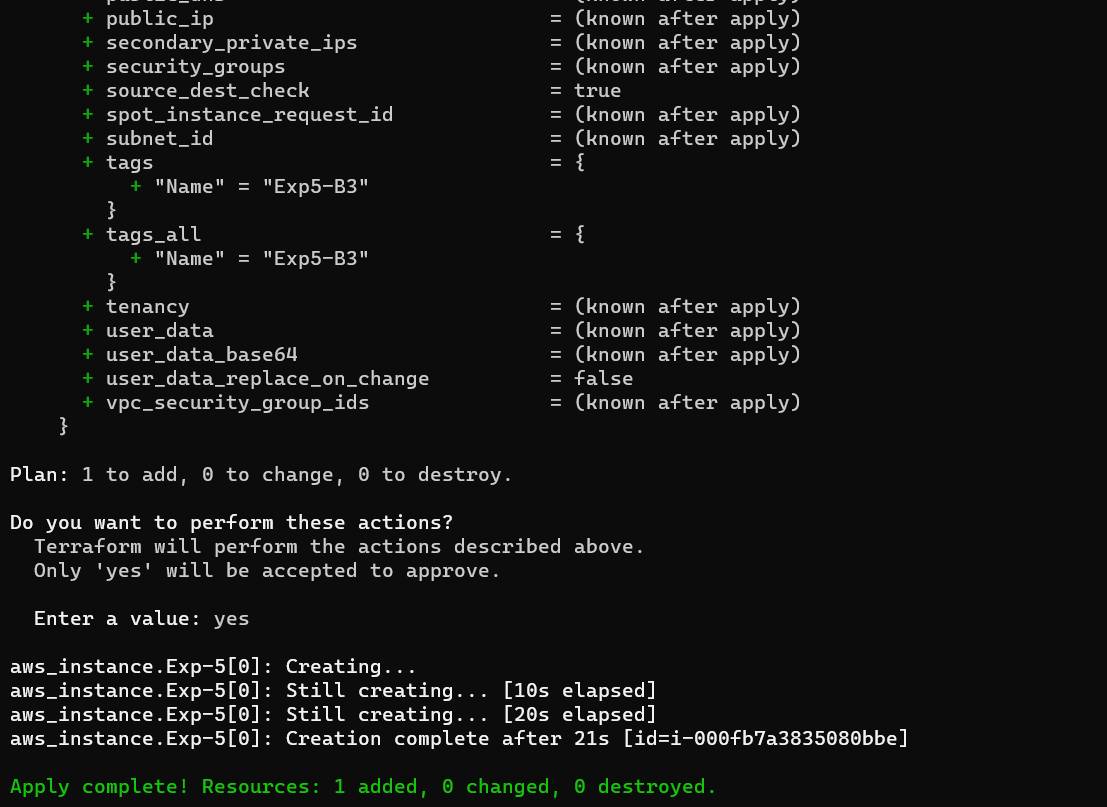 + public_ip = (known after apply)
+ secondary_private_ips = (known after apply)
+ security_groups = (known after apply)
+ source_dest_check = true
+ spot_instance_request_id = (known after apply)
+ subnet_id = (known after apply)
+ tags = {
+ "Name" = "Exp5-B3"
}
+ tags_all = {
+ "Name" = "Exp5-B3"
}
+ tenancy = (known after apply)
+ user_data = (known after apply)
+ user_data_base64 = (known after apply)
+ user_data_replace_on_change = false
+ vpc_security_group_ids = (known after apply)
}
Plan: 1 to add, 0 to change, 0 to destroy.
Do you want to perform these actions?
Terraform will perform the actions described above.
Only 'yes' will be accepted to approve.
Enter a value: yes
aws_instance.Exp-5[0]: Creating...
aws_instance.Exp-5[0]: Still creating... [10s elapsed]
aws_instance.Exp-5[0]: Still creating... [20s elapsed]
aws_instance.Exp-5[0]: Creation complete after 21s [id=i-000fb7a3835080bbe]
Apply complete! Resources: 1 added, 0 changed, 0 destroyed.